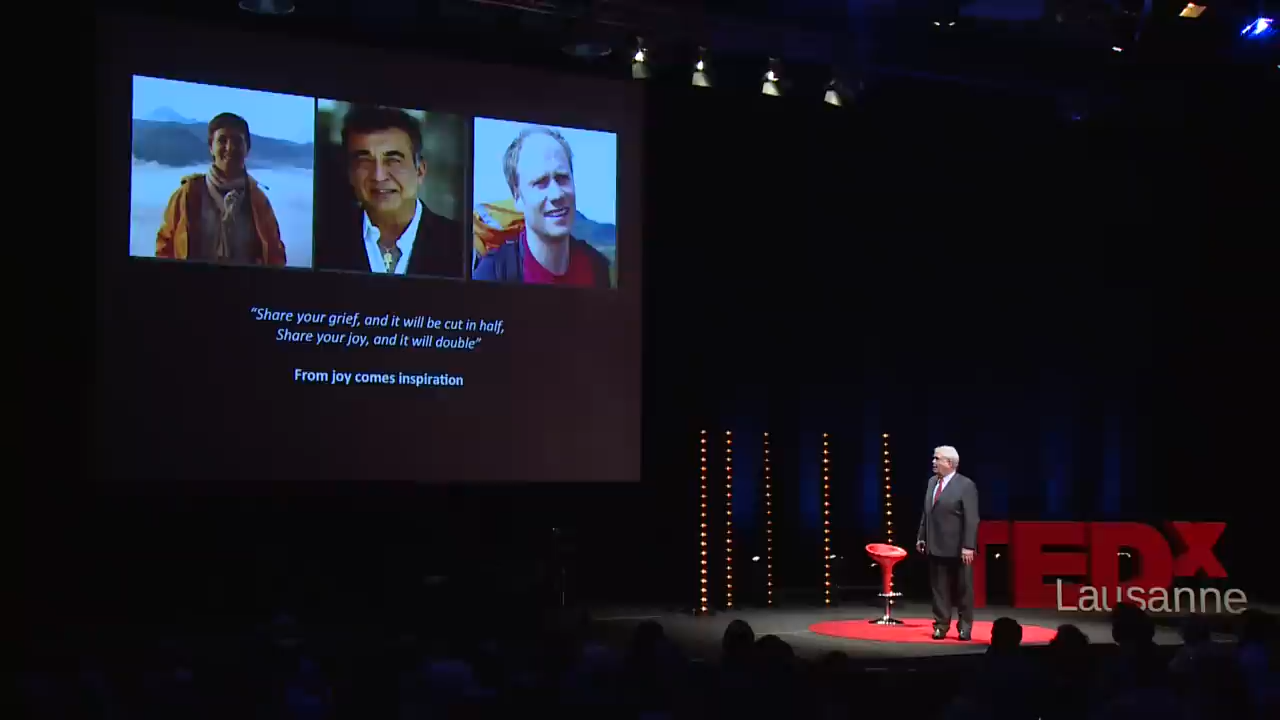 “Share your grief, and it will be cut in half,
Share your joy, and it will double”
From joy comes inspiration
TEDx
Lausanne